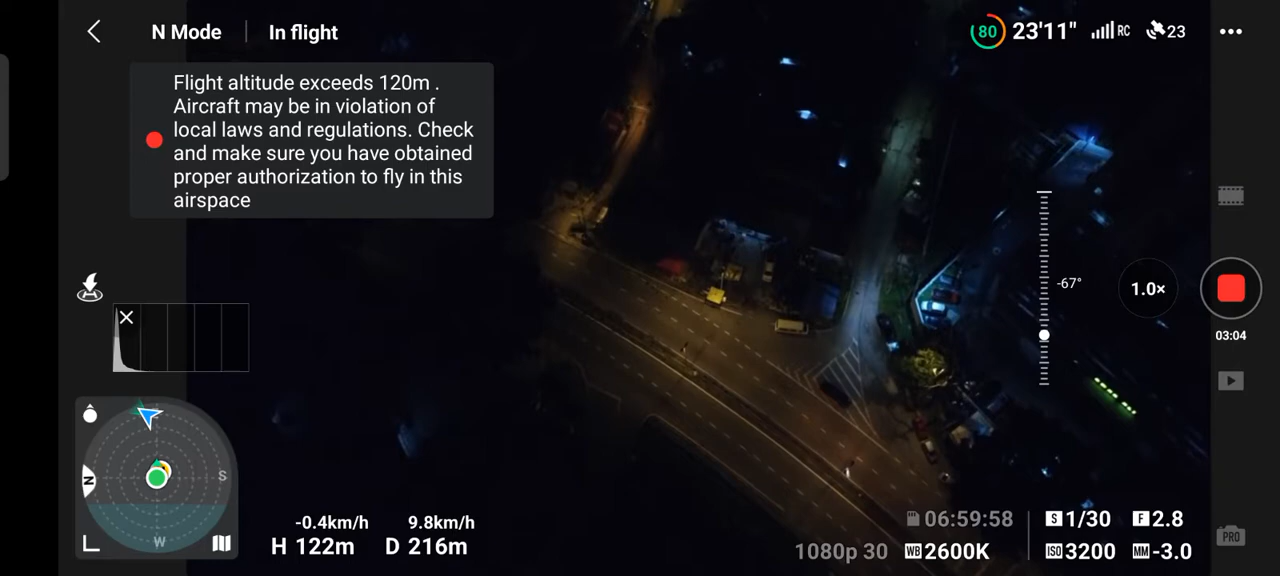 N Mode
In flight
80
23'11"
RC
23
Flight altitude exceeds 120m .
Aircraft may be in violation of
local laws and regulations. Check
and make sure you have obtained
proper authorization to fly in this
airspace
-67°
1.0×
03:04
N
S
W
-0.4km/h
9.8km/h
H 122m
D 216m
06:59:58
1080p 30
WB 2600K
S 1/30
F 2.8
ISO 3200
MM -3.0
PRO